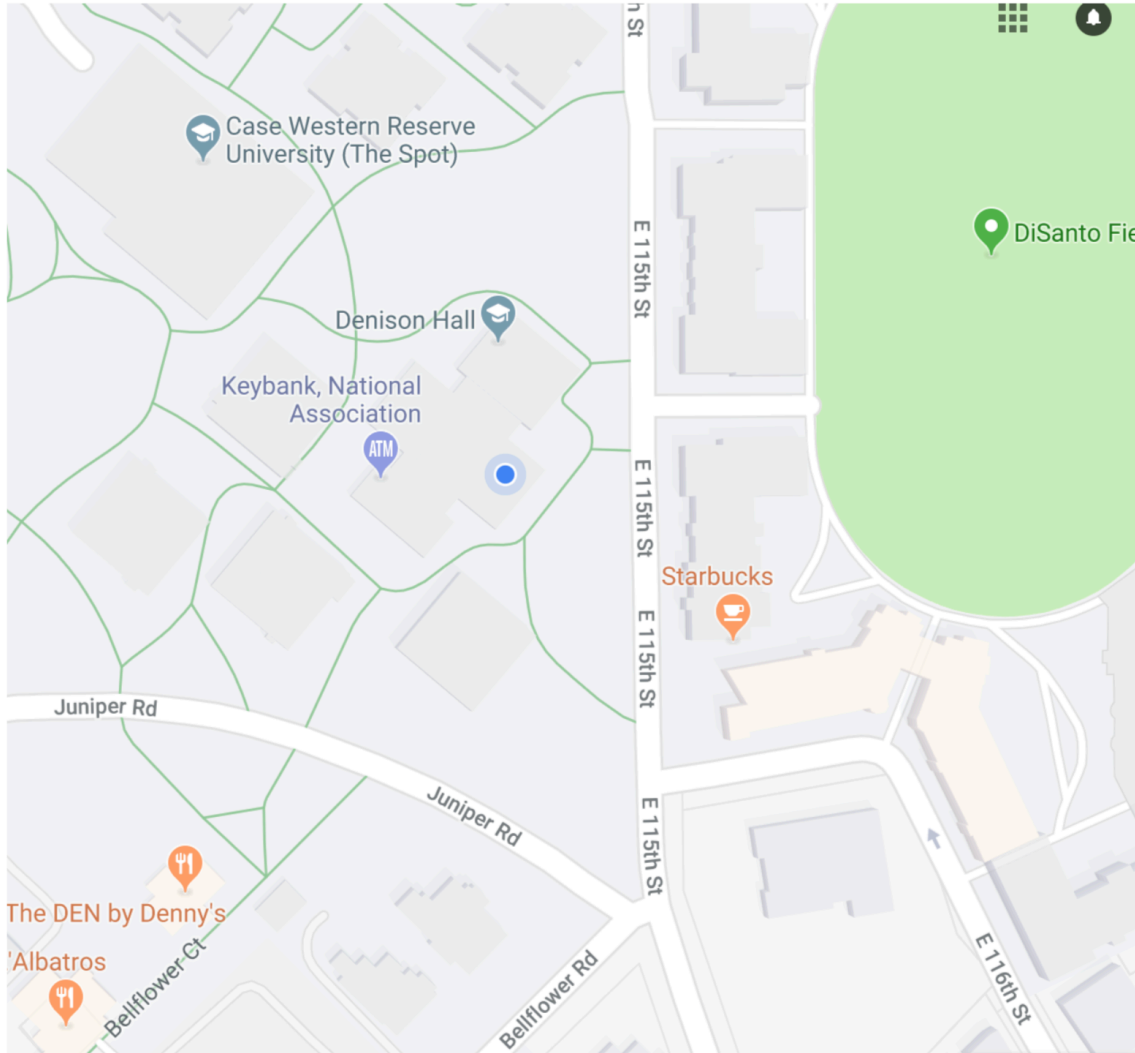 h St
Case Western Reserve
University (The Spot)
E 115th St
DiSanto Fie
Denison Hall
Keybank, National
Association
ATM
E 115th St
Starbucks
E 115th St
Juniper Rd
Juniper Rd
E 115th St
The DEN by Denny's
'Albatros
Bellflower Ct
Bellflower Rd
E 116th St